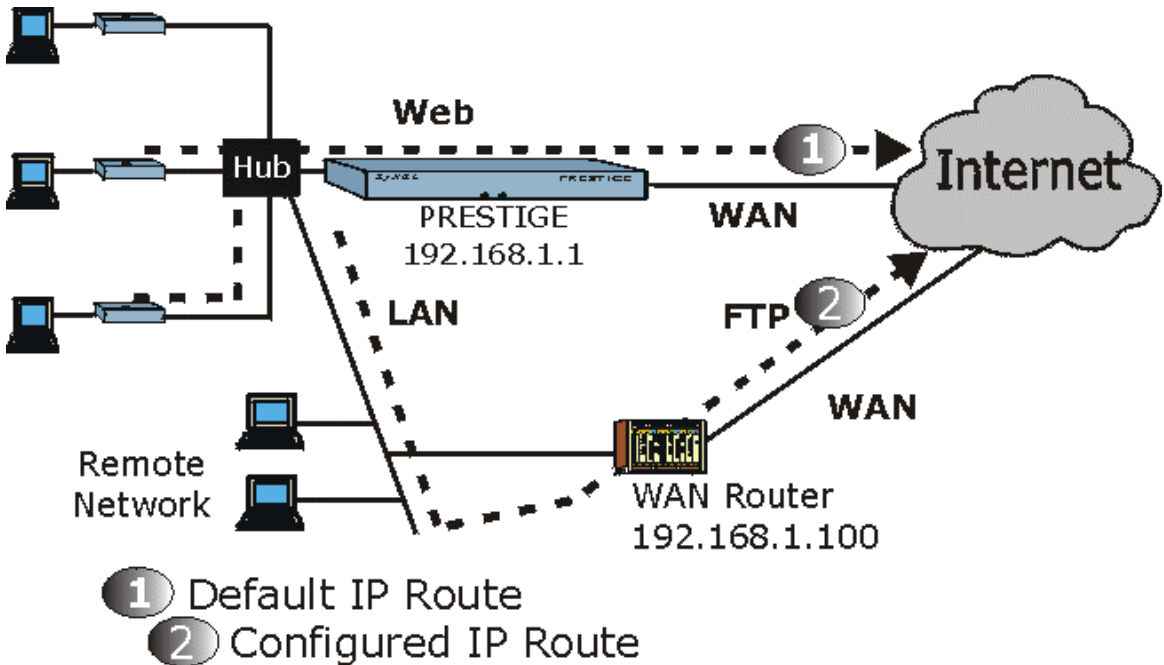 Web
1
Hub
Internet
ZyXEL
PRESTIGE
WAN
PRESTIGE
192.168.1.1
LAN
FTP
2
WAN
Remote
Network
WAN Router
192.168.1.100
1 Default IP Route
2 Configured IP Route